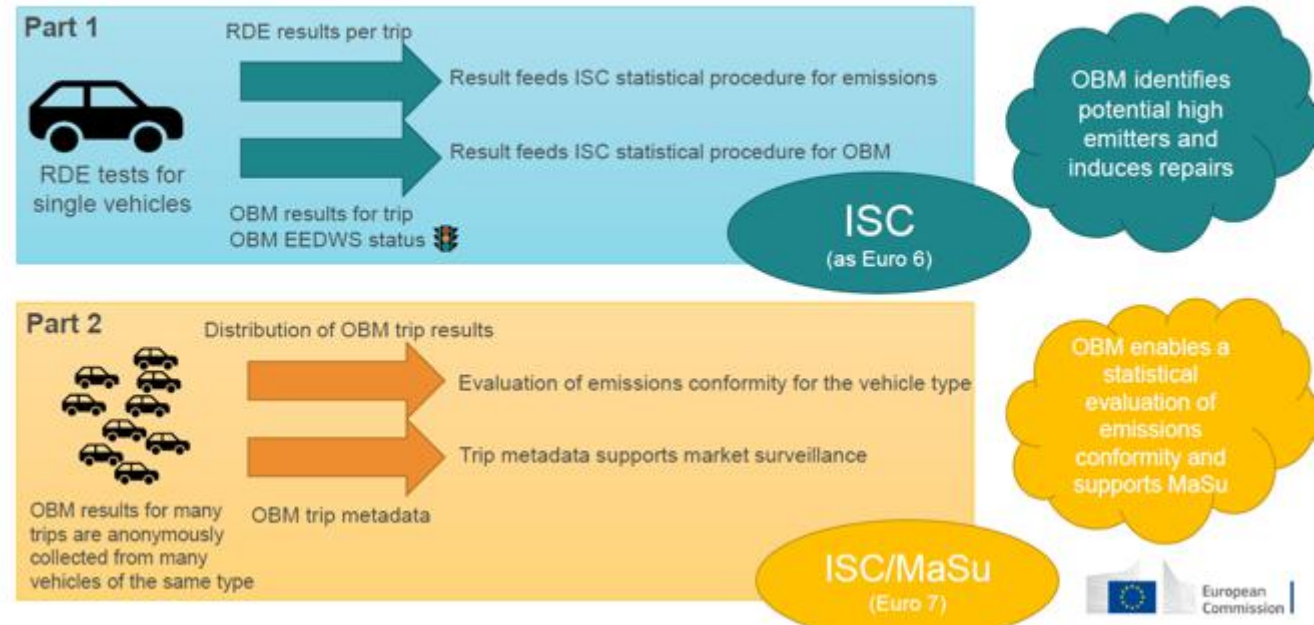 Part 1
RDE results per trip
RDE tests for
single vehicles
Result feeds ISC statistical procedure for emissions
Result feeds ISC statistical procedure for OBM
OBM results for trip
OBM EEDWS status
ISC
(as Euro 6)
OBM identifies
potential high
emitters and
induces repairs
Part 2
Distribution of OBM trip results
Evaluation of emissions conformity for the vehicle type
Trip metadata supports market surveillance
OBM results for many
trips are anonymously
collected from many
vehicles of the same type
OBM trip metadata
ISC/MaSu
(Euro 7)
OBM enables a
statistical
evaluation of
emissions
conformity and
supports MaSu
European
Commission